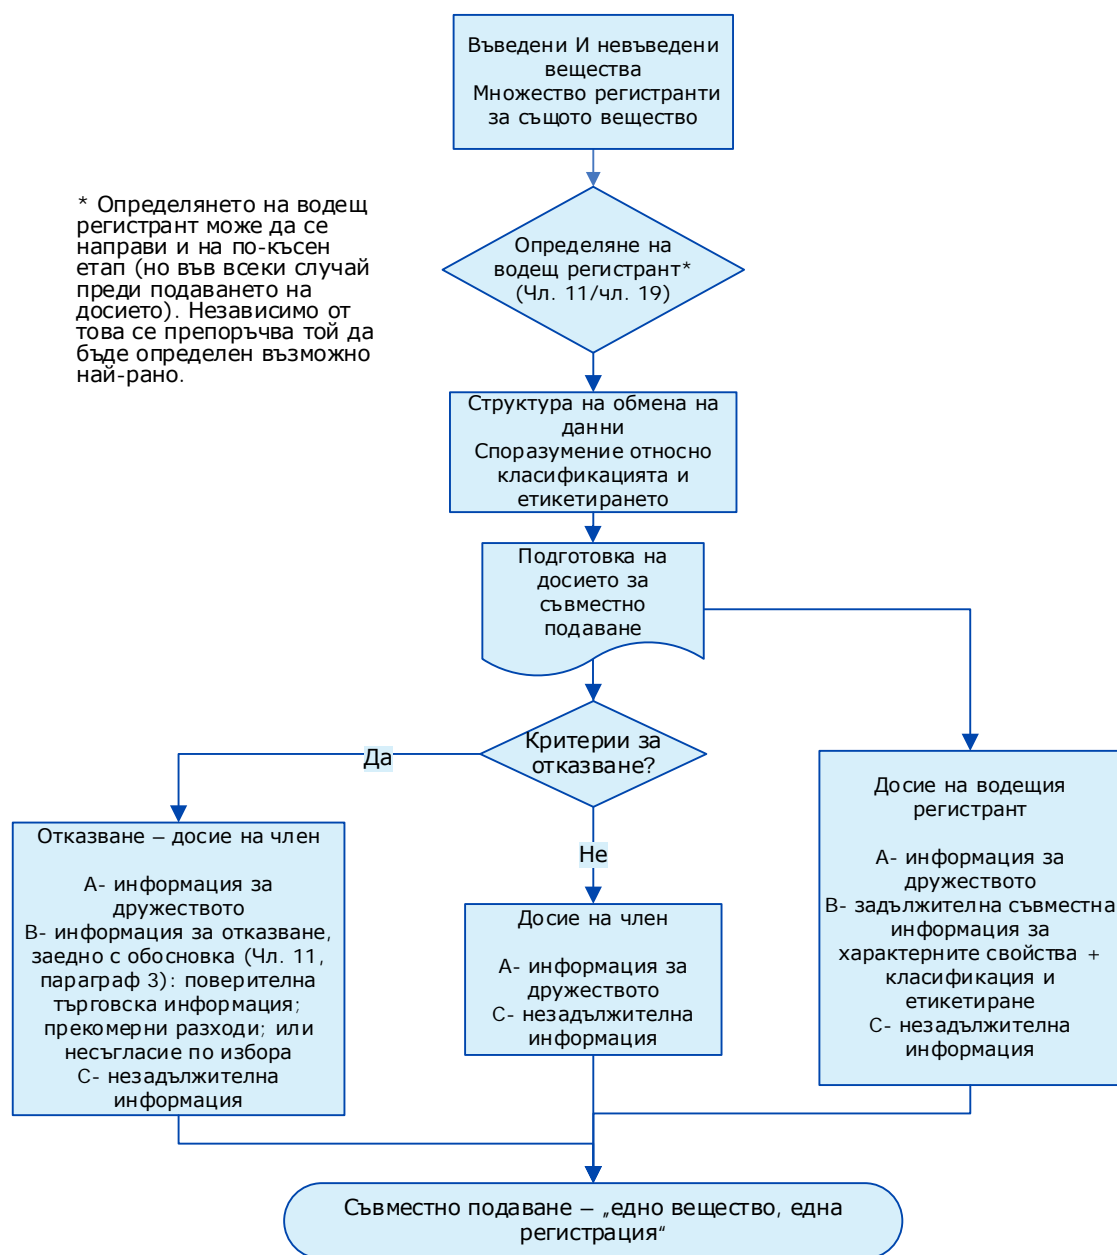 Въведени И невъведени
вещества
Множество регистранти
за същото вещество
* Определянето на водещ
регистрант може да се
направи и на по-късен
етап (но във всеки случай
преди подаването на
досието). Независимо от
това се препоръчва той да
бъде определен възможно
най-рано.
Определяне на
водещ регистрант*
(Чл. 11/чл. 19)
Структура на обмена на
данни
Споразумение относно
класификацията и
етикетирането
Подготовка на
досието за
съвместно
подаване
Критерии за
отказване?
Да
Не
Отказване – досие на член
A- информация за
дружеството
B- информация за отказване,
заедно с обосновка (Чл. 11,
параграф 3): поверителна
търговска информация;
прекомерни разходи; или
несъгласие по избора
C- незадължителна
информация
Досие на член
A- информация за
дружеството
C- незадължителна
информация
Досие на водещия
регистрант
A- информация за
дружеството
B- задължителна съвместна
информация за
характерните свойства +
класификация и
етикетиране
C- незадължителна
информация
Съвместно подаване – „едно вещество, една
регистрация“